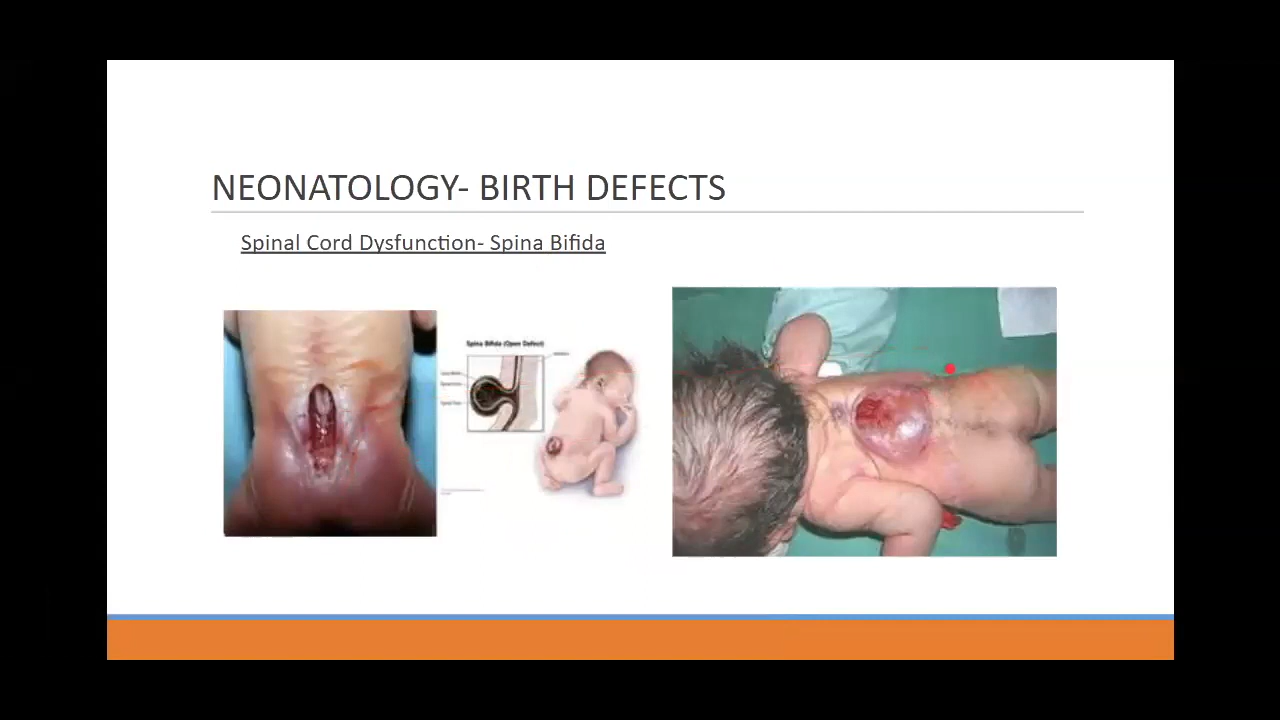 NEONATOLOGY- BIRTH DEFECTS
Spinal Cord Dysfunction- Spina Bifida
Spina Bifida (Open Defect)